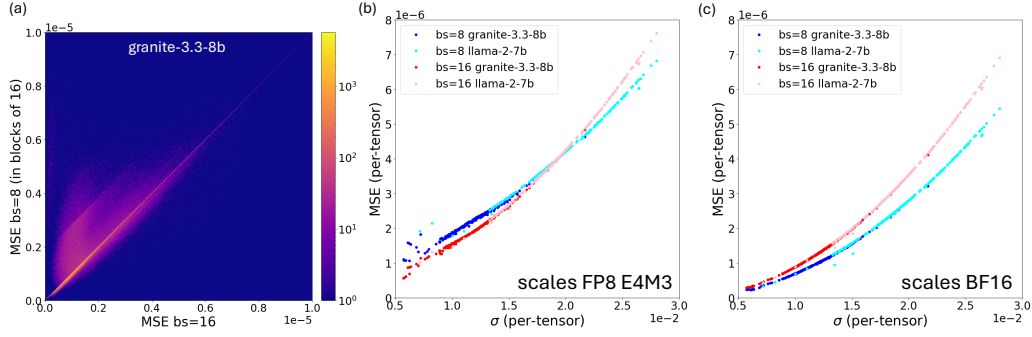 (a)
1e−5
granite-3.3-8b
MSE bs=8 (in blocks of 16)
1.0
0.8
0.6
0.4
0.2
0.0
0.0 0.2 0.4 0.6 0.8 1.0
1e−5
MSE bs=16
10³
10²
10¹
10⁰
(b)
1e−6
bs=8 granite-3.3-8b
bs=8 llama-2-7b
bs=16 granite-3.3-8b
bs=16 llama-2-7b
MSE (per-tensor)
8
7
6
5
4
3
2
1
0
scales FP8 E4M3
0.5 1.0 1.5 2.0 2.5 3.0
σ (per-tensor)
1e−2
(c)
1e−6
bs=8 granite-3.3-8b
bs=8 llama-2-7b
bs=16 granite-3.3-8b
bs=16 llama-2-7b
MSE (per-tensor)
8
7
6
5
4
3
2
1
0
scales BF16
0.5 1.0 1.5 2.0 2.5 3.0
σ (per-tensor)
1e−2